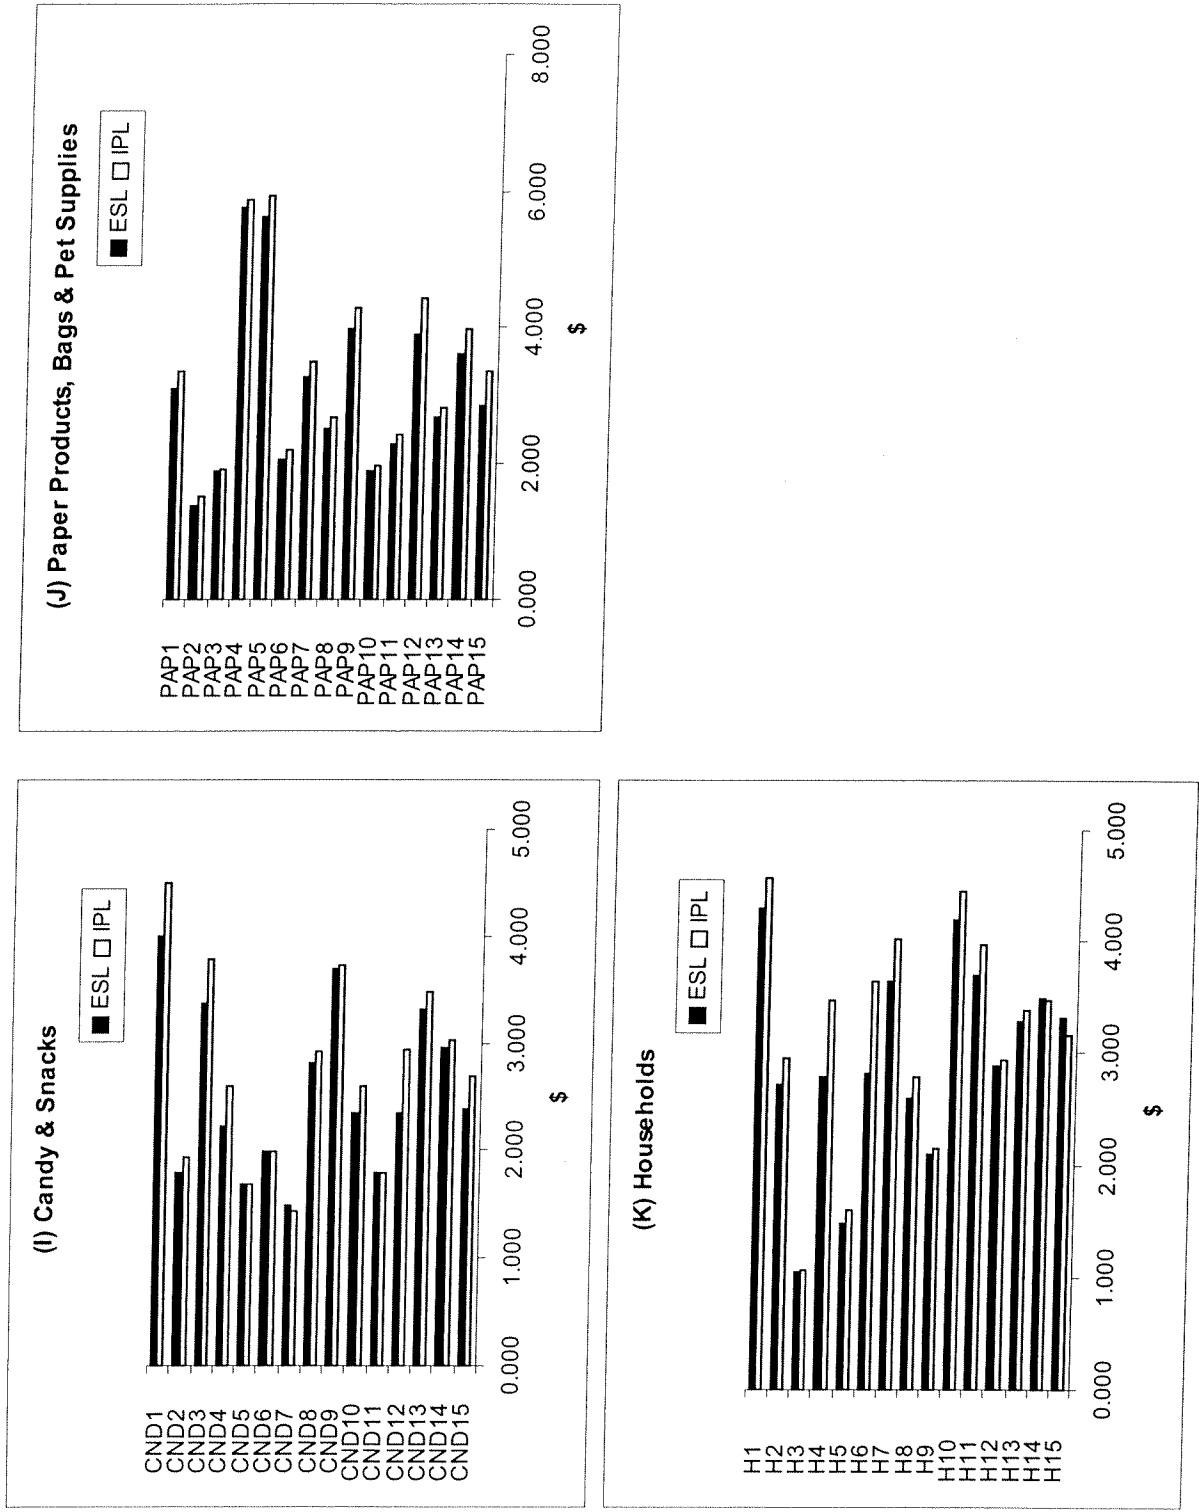 (I) Candy & Snacks
ESL IPL
CND1
CND2
CND3
CND4
CND5
CND6
CND7
CND8
CND9
CND10
CND11
CND12
CND13
CND14
CND15
0.000 1.000 2.000 3.000 4.000 5.000
$
(J) Paper Products, Bags & Pet Supplies
ESL IPL
PAP1
PAP2
PAP3
PAP4
PAP5
PAP6
PAP7
PAP8
PAP9
PAP10
PAP11
PAP12
PAP13
PAP14
PAP15
0.000 2.000 4.000 6.000 8.000
$
(K) Households
ESL IPL
H1
H2
H3
H4
H5
H6
H7
H8
H9
H10
H11
H12
H13
H14
H15
0.000 1.000 2.000 3.000 4.000 5.000
$